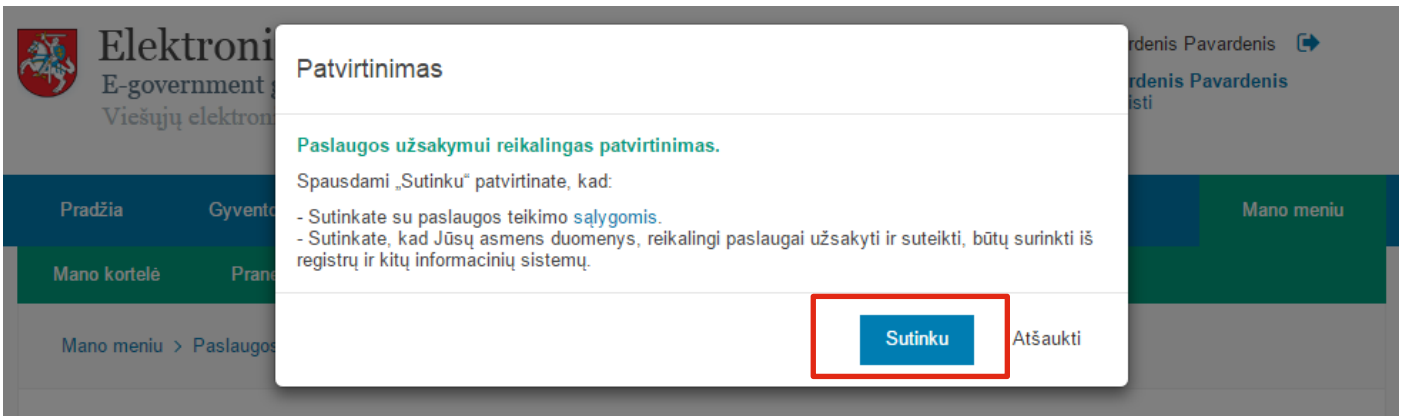 Elektroni
E-government g
Viešųjų elektron
rdenis Pavardenis
rdenis Pavardenis
isti
Pradžia
Gyvento
Mano meniu
Mano kortelė
Prane
Mano meniu > Paslaugos
Patvirtinimas
Paslaugos užsakymui reikalingas patvirtinimas.
Spausdami „Sutinku“ patvirtinate, kad:
- Sutinkate su paslaugos teikimo sąlygomis.
- Sutinkate, kad Jūsų asmens duomenys, reikalingi paslaugai užsakyti ir suteikti, būtų surinkti iš
registrų ir kitų informacinių sistemų.
Sutinku
Atšaukti